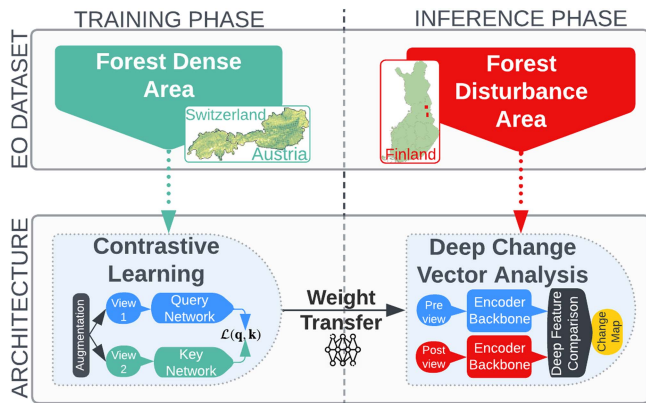 TRAINING PHASE
INFERENCE PHASE
EO DATASET
Forest Dense
Area
Switzerland
Austria
Finland
Forest
Disturbance
Area
ARCHITECTURE
Contrastive
Learning
Augmentation
View
1
Query
Network
ℒ(q, k)
View
2
Key
Network
Weight
Transfer
Deep Change
Vector Analysis
Pre
view
Encoder
Backbone
Post
view
Encoder
Backbone
Deep Feature
Comparison
Change
Map